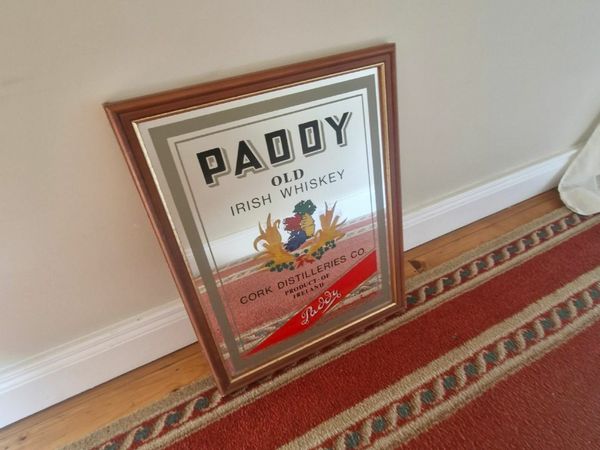 PADDY
OLD
IRISH WHISKEY
CORK DISTILLERIES CO.
PRODUCT OF
IRELAND
Paddy